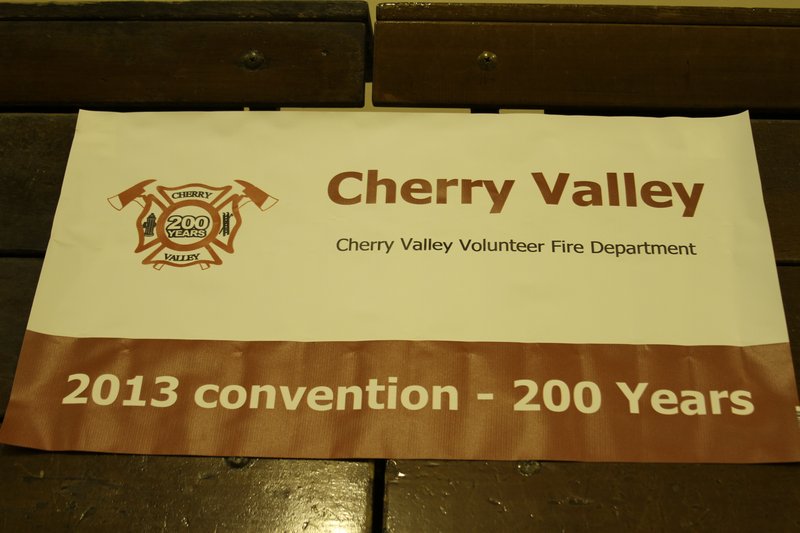 CHERRY
200
YEARS
VALLEY
Cherry Valley
Cherry Valley Volunteer Fire Department
2013 convention - 200 Years